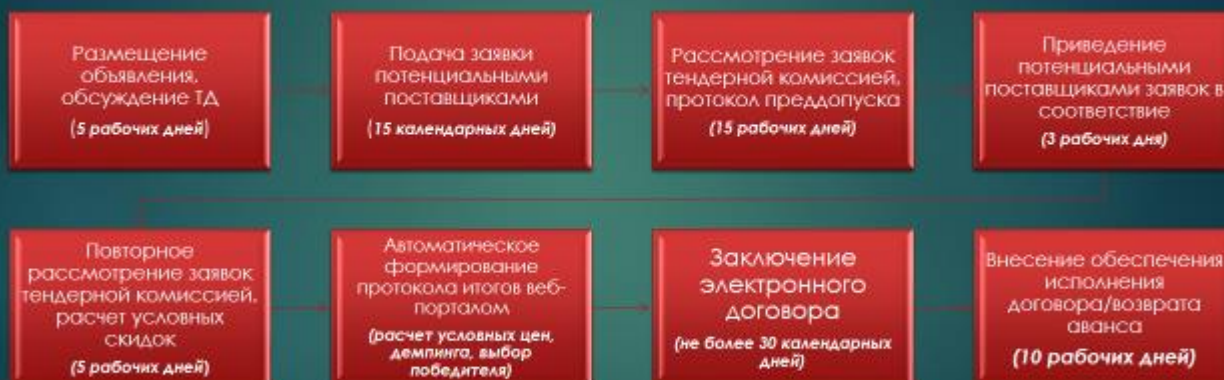 Размещение
объявления,
обсуждение ТД
(5 рабочих дней)
Подача заявки
потенциальными
поставщиками
(15 календарных дней)
Рассмотрение заявок
тендерной комиссией,
протокол преддопуска
(15 рабочих дней)
Приведение
потенциальными
поставщиками заявок в
соответствие
(3 рабочих дня)
Повторное
рассмотрение заявок
тендерной комиссией,
расчет условных
скидок
(5 рабочих дней)
Автоматическое
формирование
протокола итогов веб-
порталом
(расчет условных цен,
демпинга, выбор
победителя)
Заключение
электронного
договора
(не более 30 календарных
дней)
Внесение обеспечения
исполнения
договора/возврата
аванса
(10 рабочих дней)